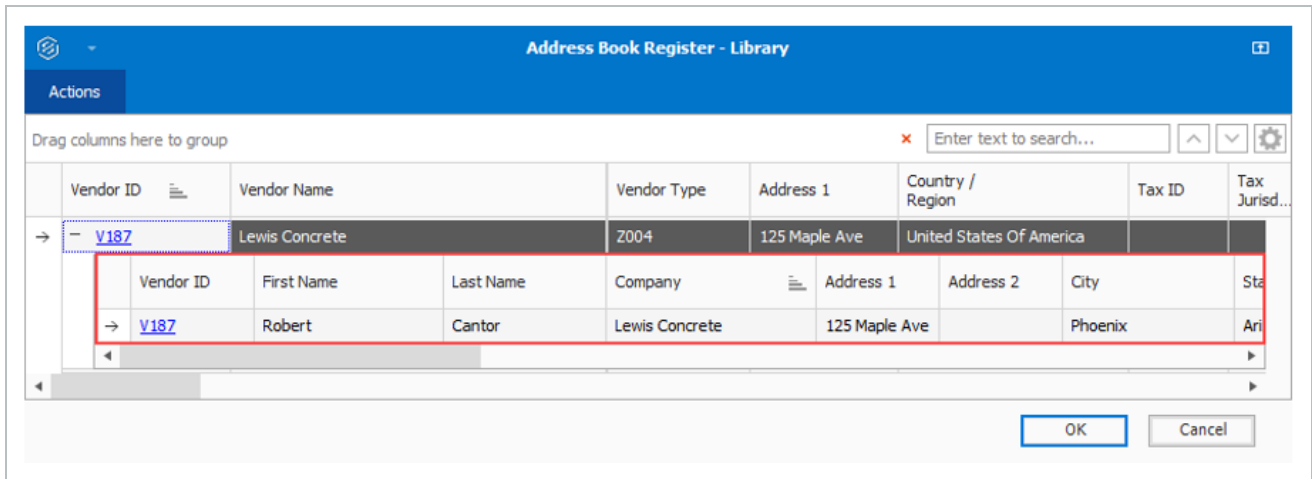 Address Book Register - Library
Actions
Drag columns here to group
× Enter text to search...
Vendor ID Vendor Name Vendor Type Address 1 Country / Region Tax ID Tax Jurisd...
→ − V187 Lewis Concrete Z004 125 Maple Ave United States Of America
Vendor ID First Name Last Name Company Address 1 Address 2 City Sta
→ V187 Robert Cantor Lewis Concrete 125 Maple Ave Phoenix Ari
OK Cancel